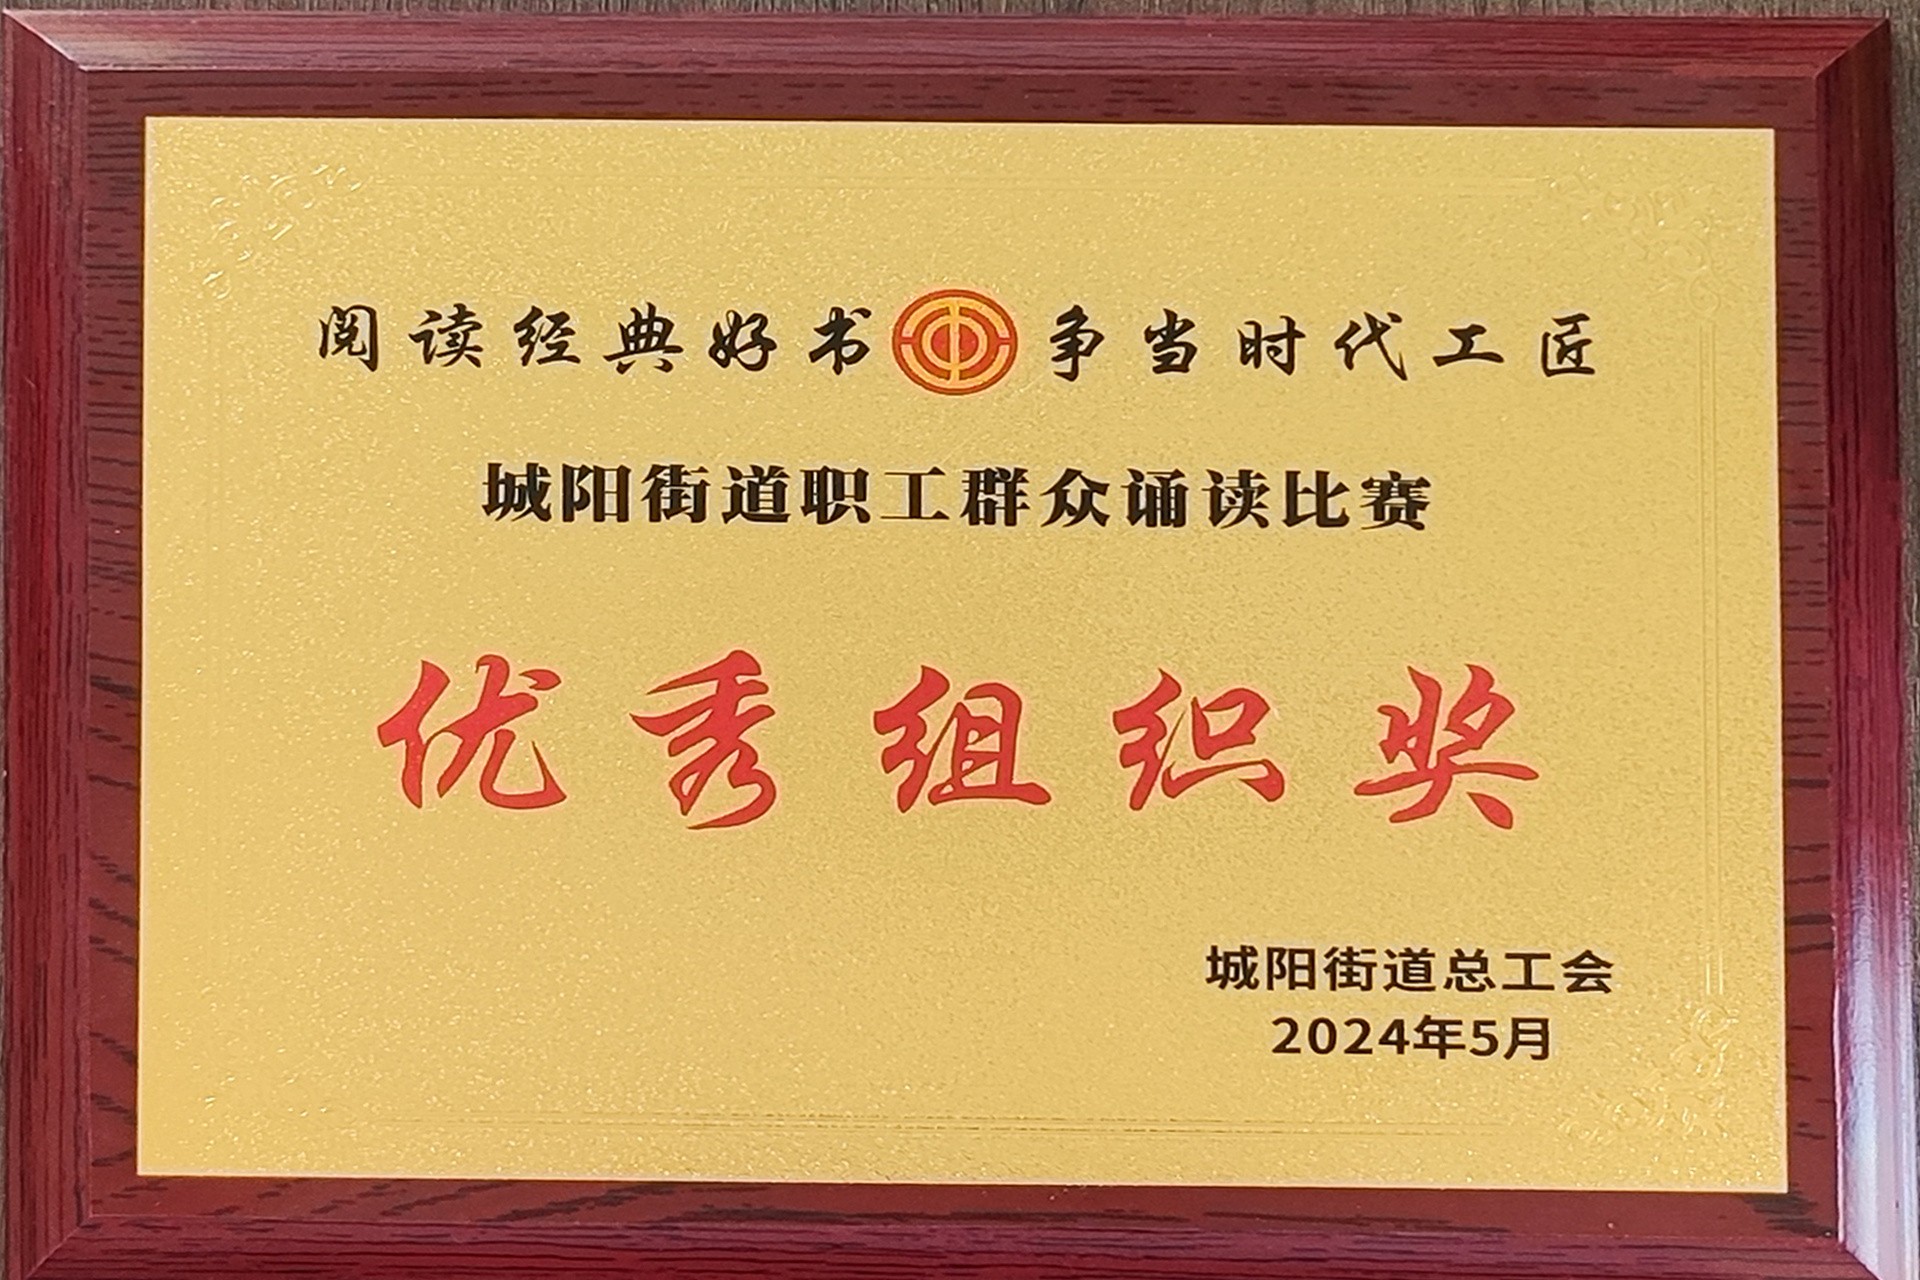 阅读经典好书 争当时代工匠
城阳街道职工群众诵读比赛
优秀组织奖
城阳街道总工会
2024年5月